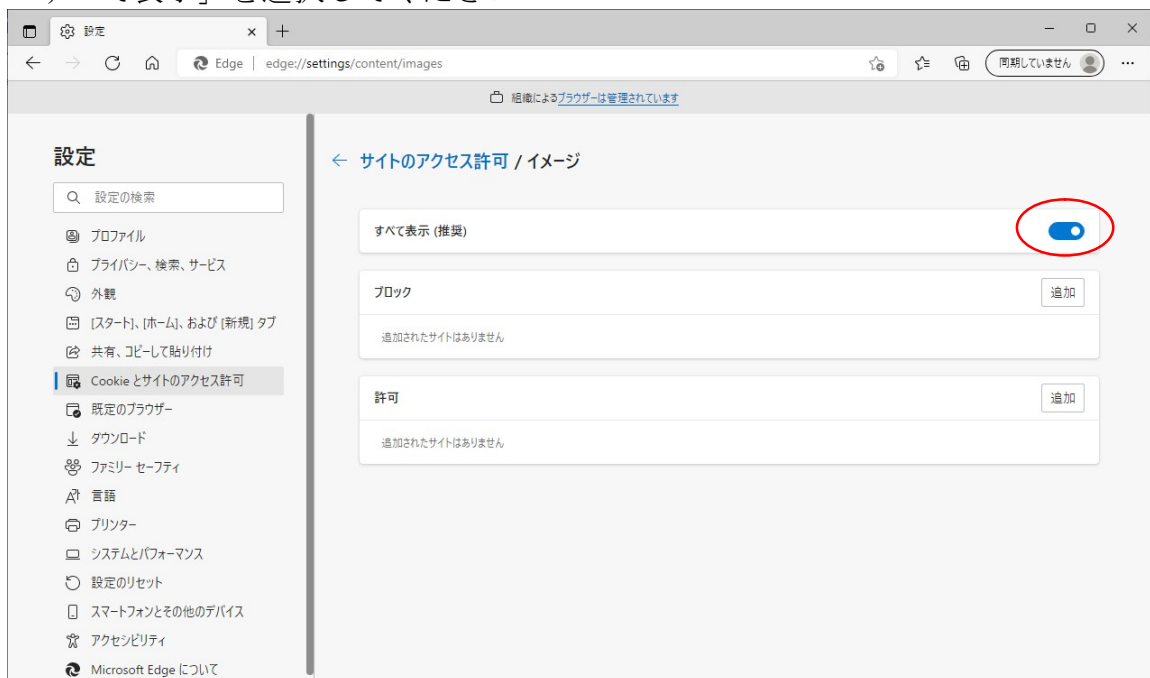 設定
Edge | edge://settings/content/images
同期していません
組織によるブラウザーは管理されています
設定
設定の検索
プロファイル
プライバシー、検索、サービス
外観
[スタート]、[ホーム]、および [新規] タブ
共有、コピーして貼り付け
Cookie とサイトのアクセス許可
既定のブラウザー
ダウンロード
ファミリー セーフティ
言語
プリンター
システムとパフォーマンス
設定のリセット
スマートフォンとその他のデバイス
アクセシビリティ
Microsoft Edge について
サイトのアクセス許可 / イメージ
すべて表示 (推奨)
ブロック
追加
追加されたサイトはありません
許可
追加
追加されたサイトはありません